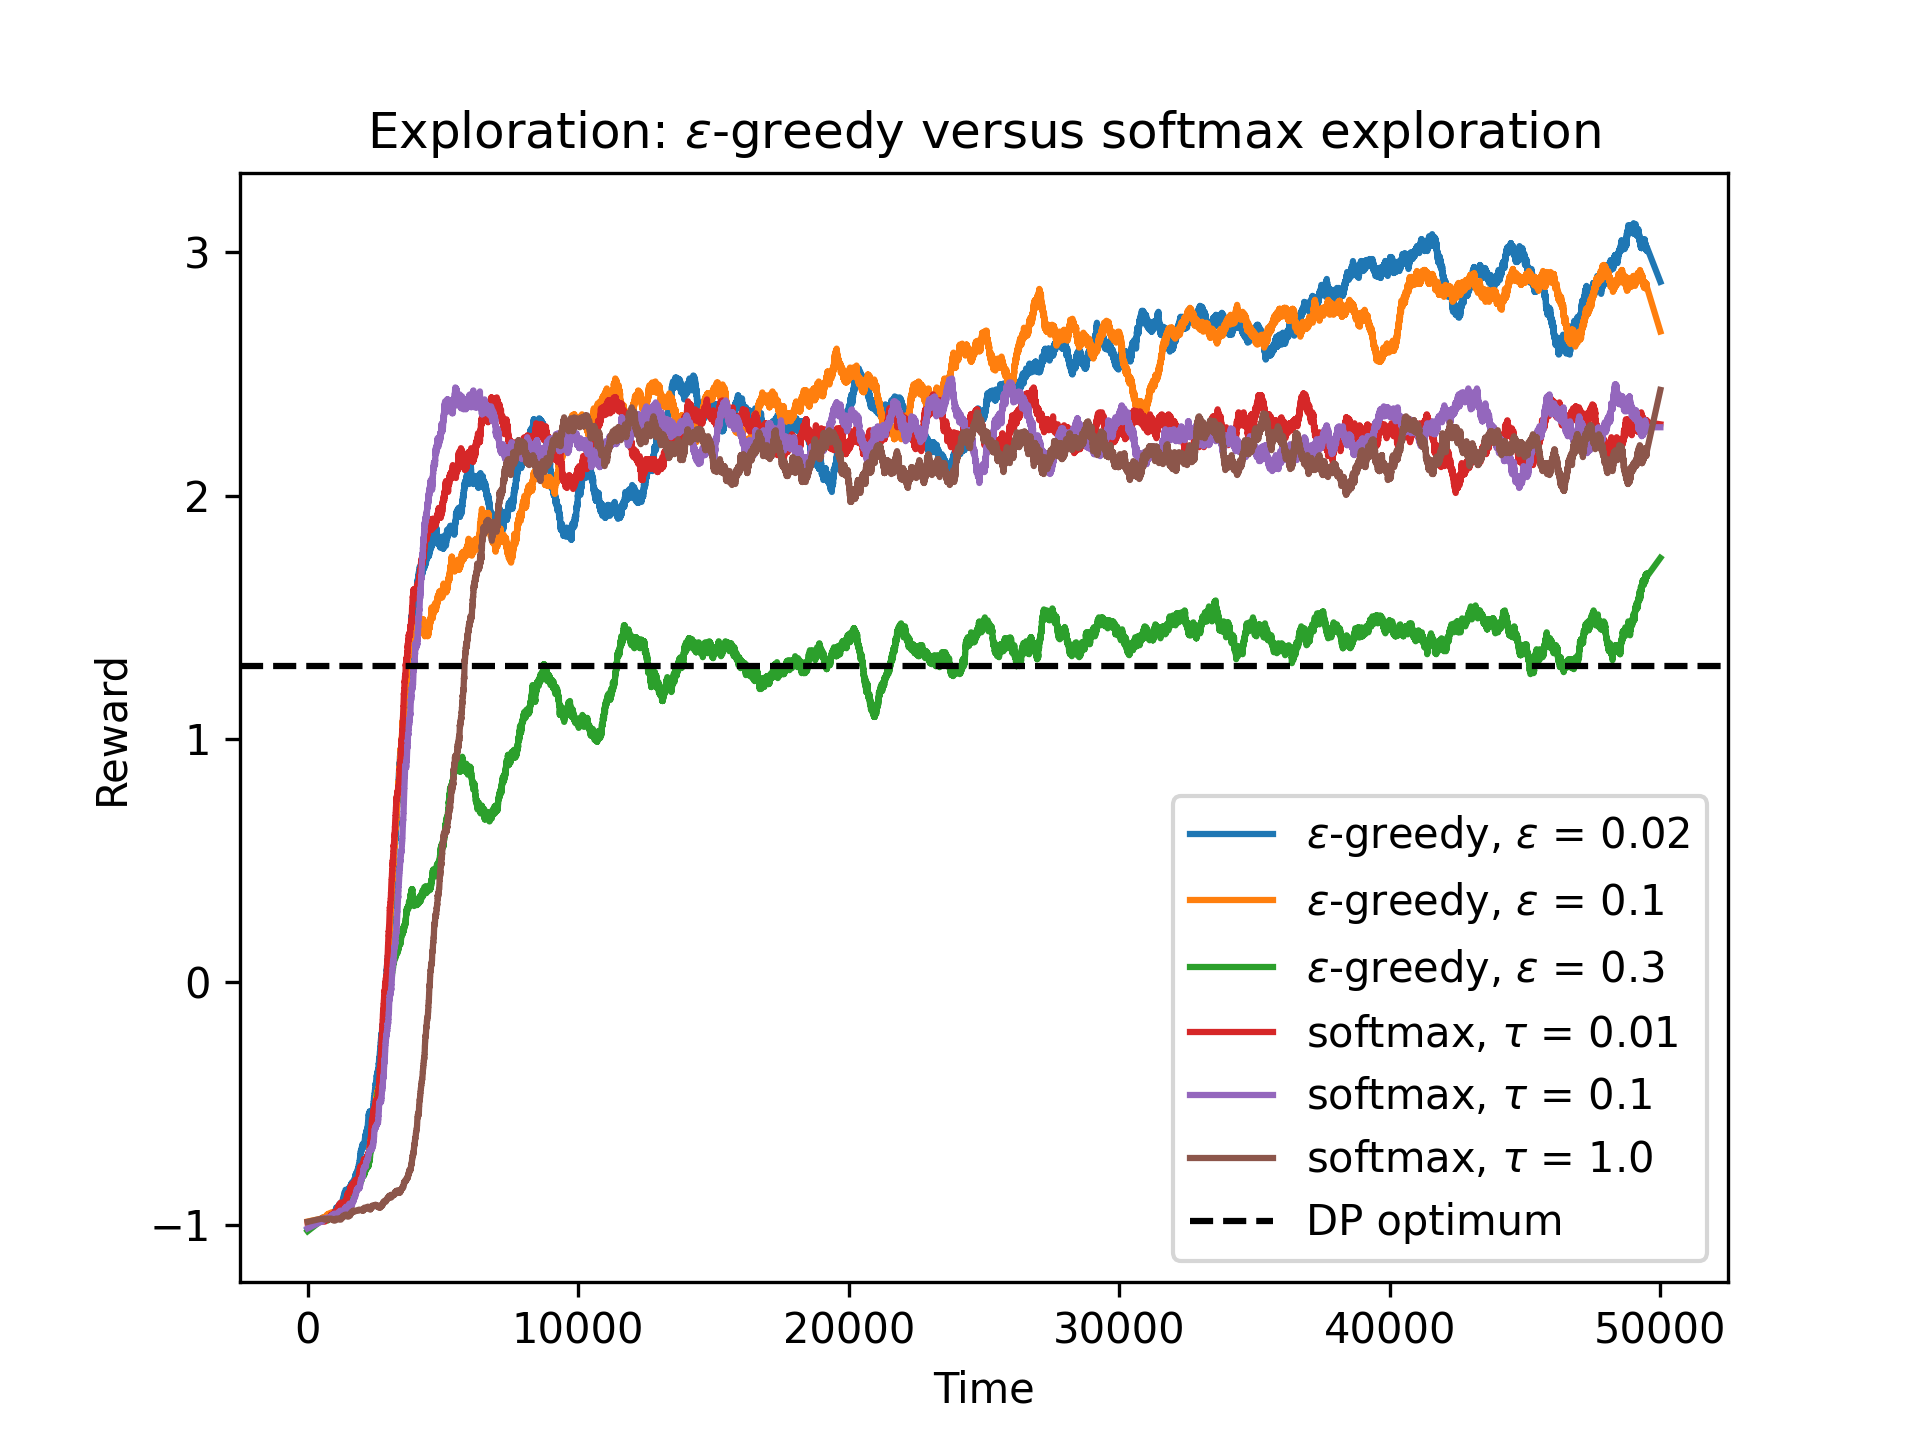 Exploration: ε-greedy versus softmax exploration
3
2
1
0
−1
Reward
ε-greedy, ε = 0.02
ε-greedy, ε = 0.1
ε-greedy, ε = 0.3
softmax, τ = 0.01
softmax, τ = 0.1
softmax, τ = 1.0
DP optimum
0 10000 20000 30000 40000 50000
Time